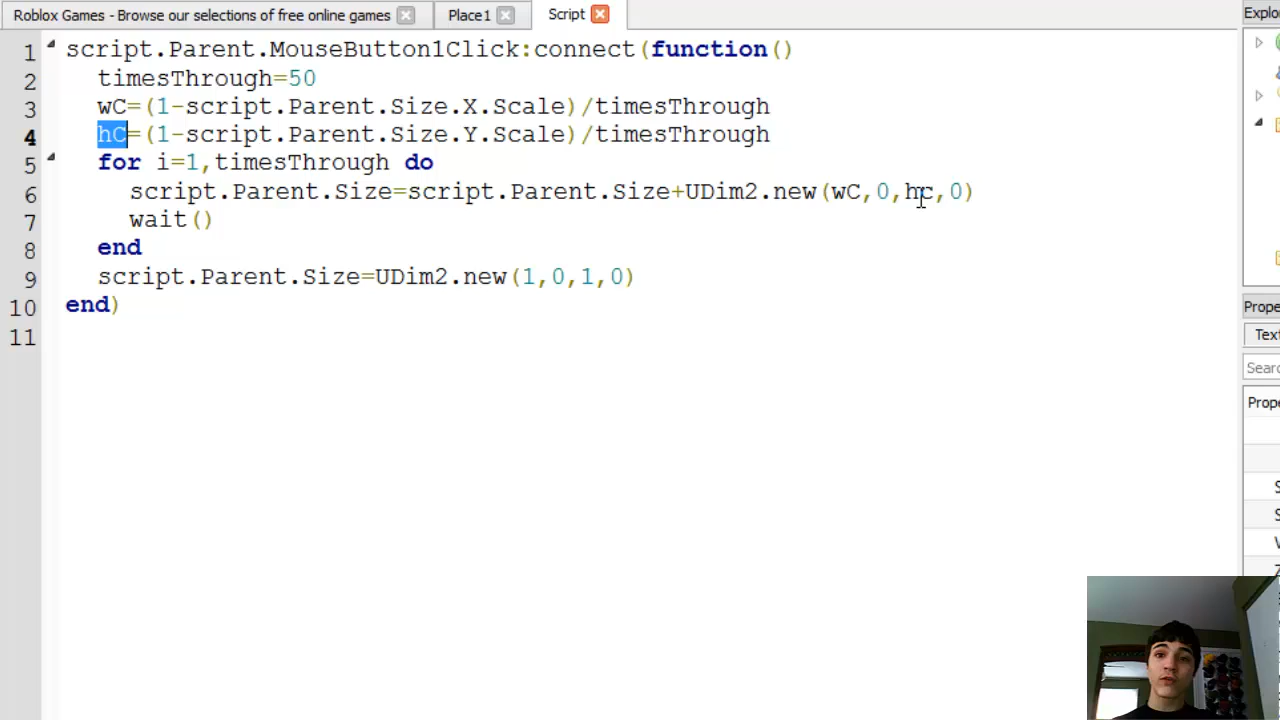 Roblox Games - Browse our selections of free online games
Place1
Script
Explo
1 script.Parent.MouseButton1Click:connect(function()
2 timesThrough=50
3 wC=(1-script.Parent.Size.X.Scale)/timesThrough
4 hC=(1-script.Parent.Size.Y.Scale)/timesThrough
5 for i=1,timesThrough do
6 script.Parent.Size=script.Parent.Size+UDim2.new(wC,0,hc,0)
7 wait()
8 end
9 script.Parent.Size=UDim2.new(1,0,1,0)
10 end)
11
Prope
Text
Searc
Prope
S
S
V
Z